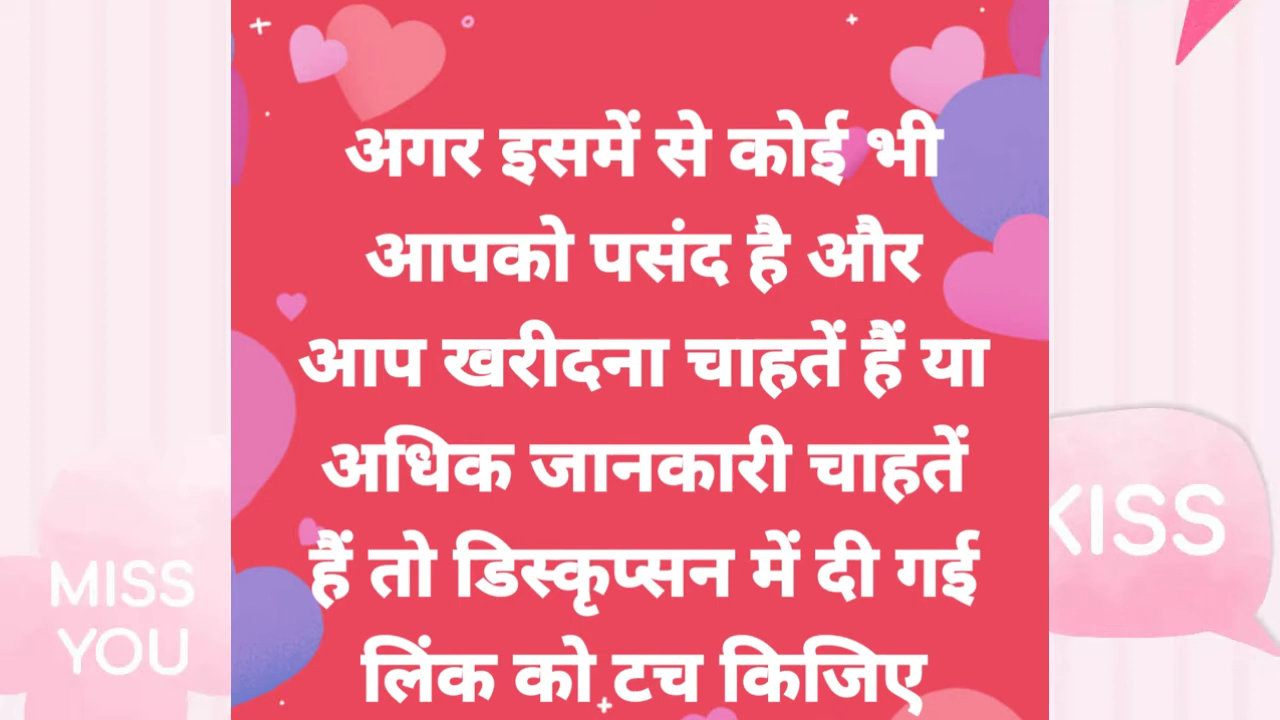 अगर इसमें से कोई भी
आपको पसंद है और
आप खरीदना चाहतें हैं या
अधिक जानकारी चाहतें
हैं तो डिस्कृप्सन में दी गई
लिंक को टच किजिए
MISS
YOU
KISS